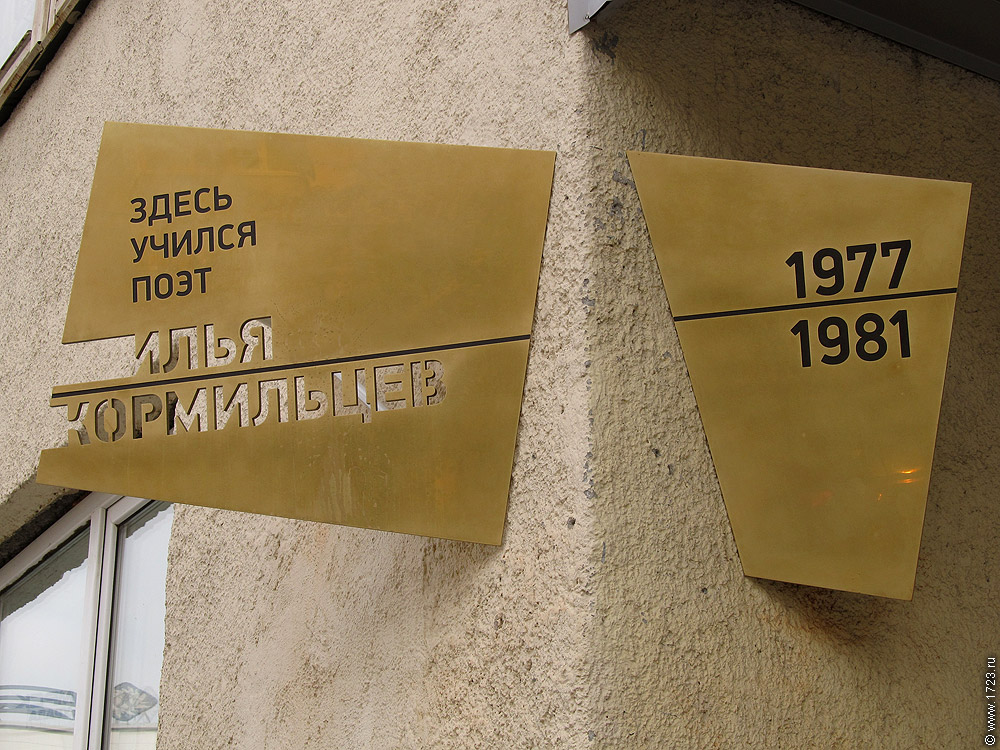 ЗДЕСЬ
УЧИЛСЯ
ПОЭТ
ИЛЬЯ
КОРМИЛЬЦЕВ
1977
1981
© www.1723.ru